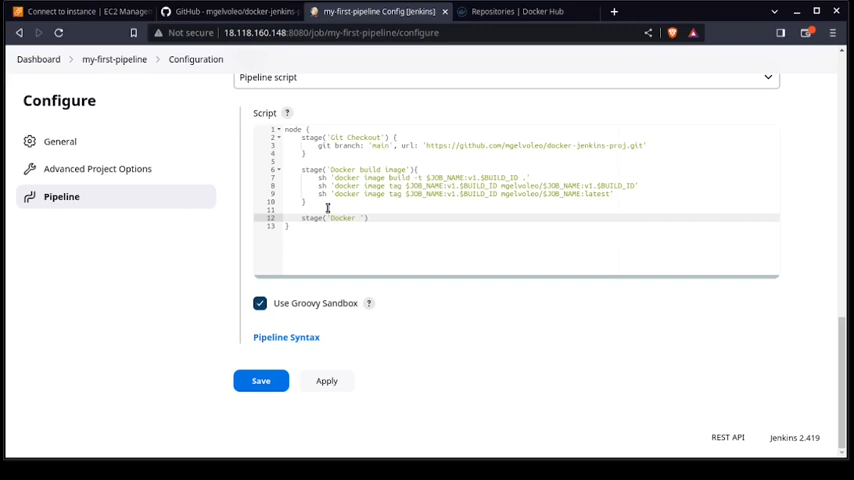 Connect to instance | EC2 Manage
GitHub - mgelvoleo/docker-jenkins-
my-first-pipeline Config [Jenkins]
Repositories | Docker Hub
Not secure
18.118.160.148:8080/job/my-first-pipeline/configure
Dashboard > my-first-pipeline > Configuration
Configure
General
Advanced Project Options
Pipeline
Pipeline script
Script ?
1 node {
2 stage('Git Checkout') {
3 git branch: 'main', url: 'https://github.com/mgelvoleo/docker-jenkins-proj.git'
4 }
5
6 stage('Docker build image'){
7 sh 'docker image build -t $JOB_NAME:v1.$BUILD_ID .'
8 sh 'docker image tag $JOB_NAME:v1.$BUILD_ID mgelvoleo/$JOB_NAME:v1.$BUILD_ID'
9 sh 'docker image tag $JOB_NAME:v1.$BUILD_ID mgelvoleo/$JOB_NAME:latest'
10 }
11
12 stage('Docker ')
13 }
Use Groovy Sandbox ?
Pipeline Syntax
Save
Apply
REST API
Jenkins 2.419